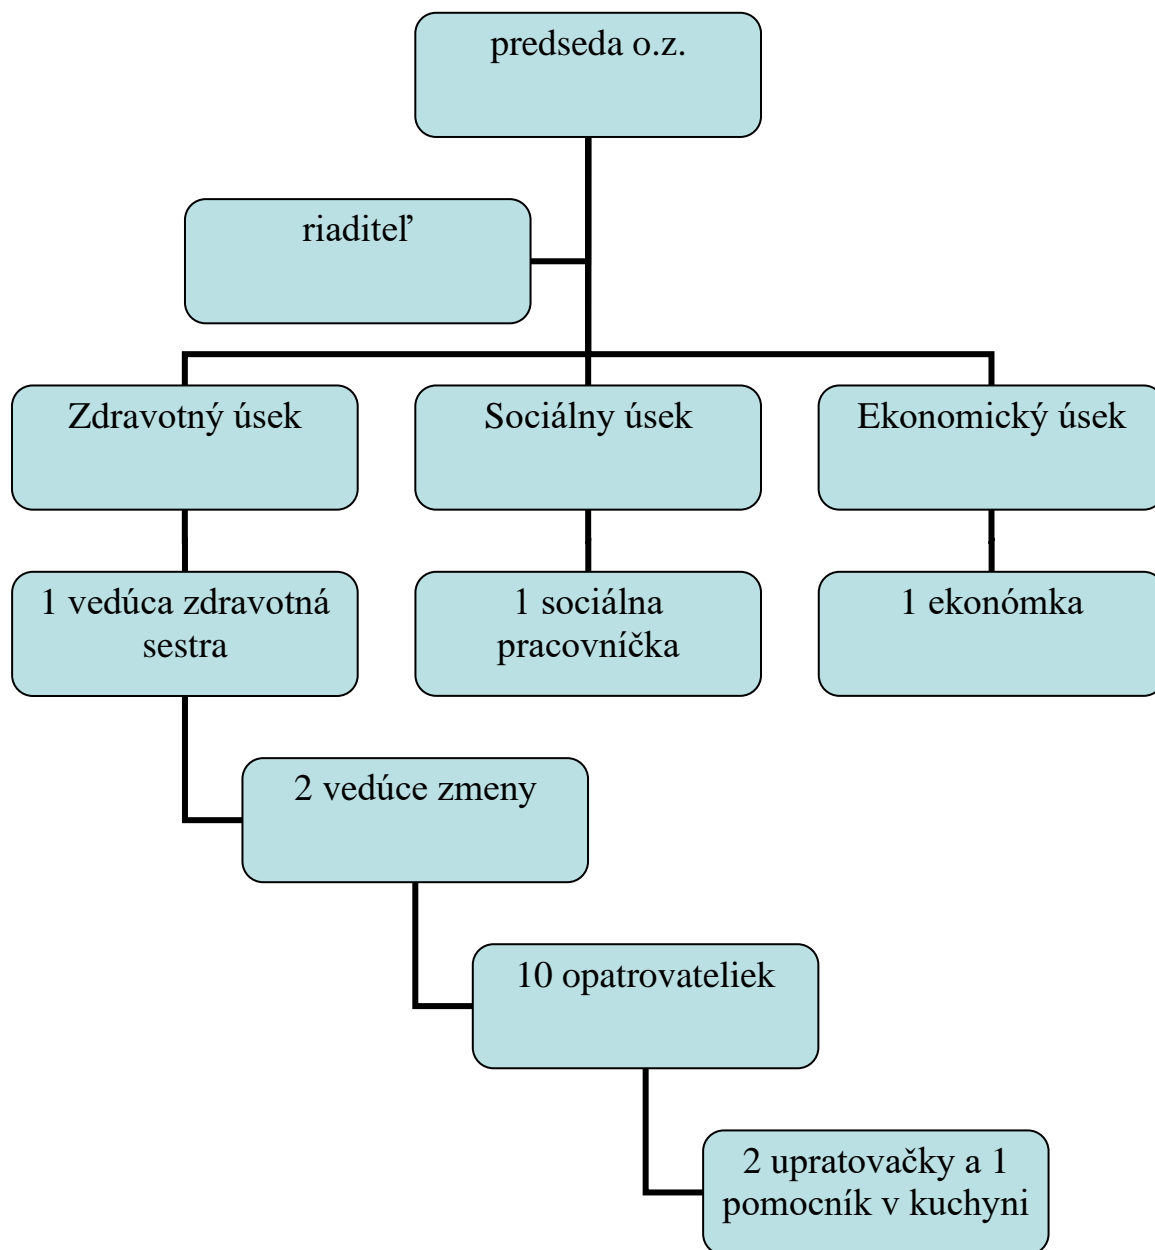 predseda o.z.
riaditeľ
Zdravotný úsek
Sociálny úsek
Ekonomický úsek
1 vedúca zdravotná
sestra
1 sociálna
pracovníčka
1 ekonómka
2 vedúce zmeny
10 opatrovateliek
2 upratovačky a 1
pomocník v kuchyni